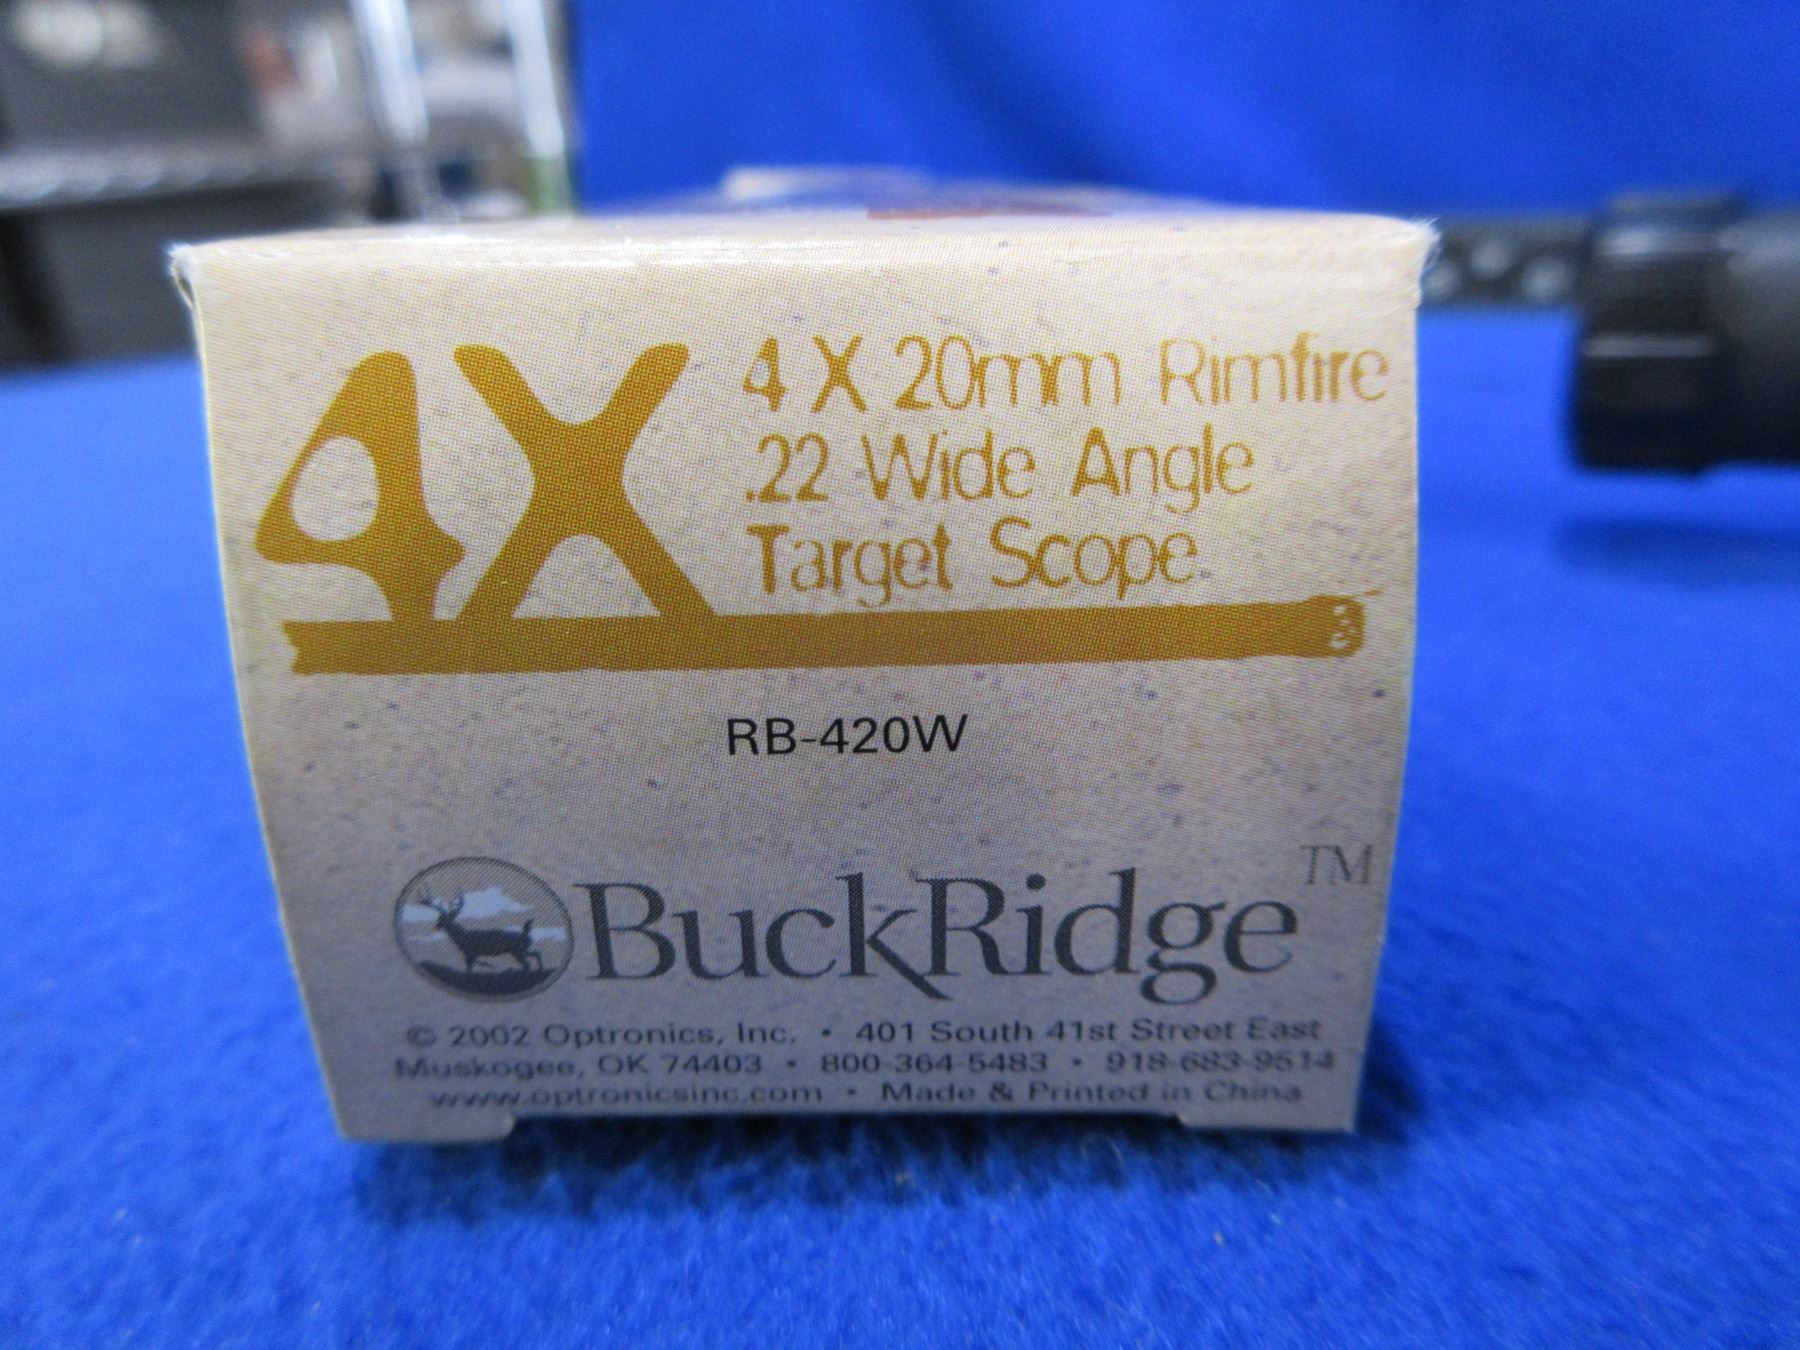 4X
4 X 20mm Rimfire
.22 Wide Angle
Target Scope
RB-420W
BuckRidge™
© 2002 Optronics, Inc. • 401 South 41st Street East
Muskogee, OK 74403 • 800-364-5483 • 918-683-9514
www.optronicsinc.com • Made & Printed in China